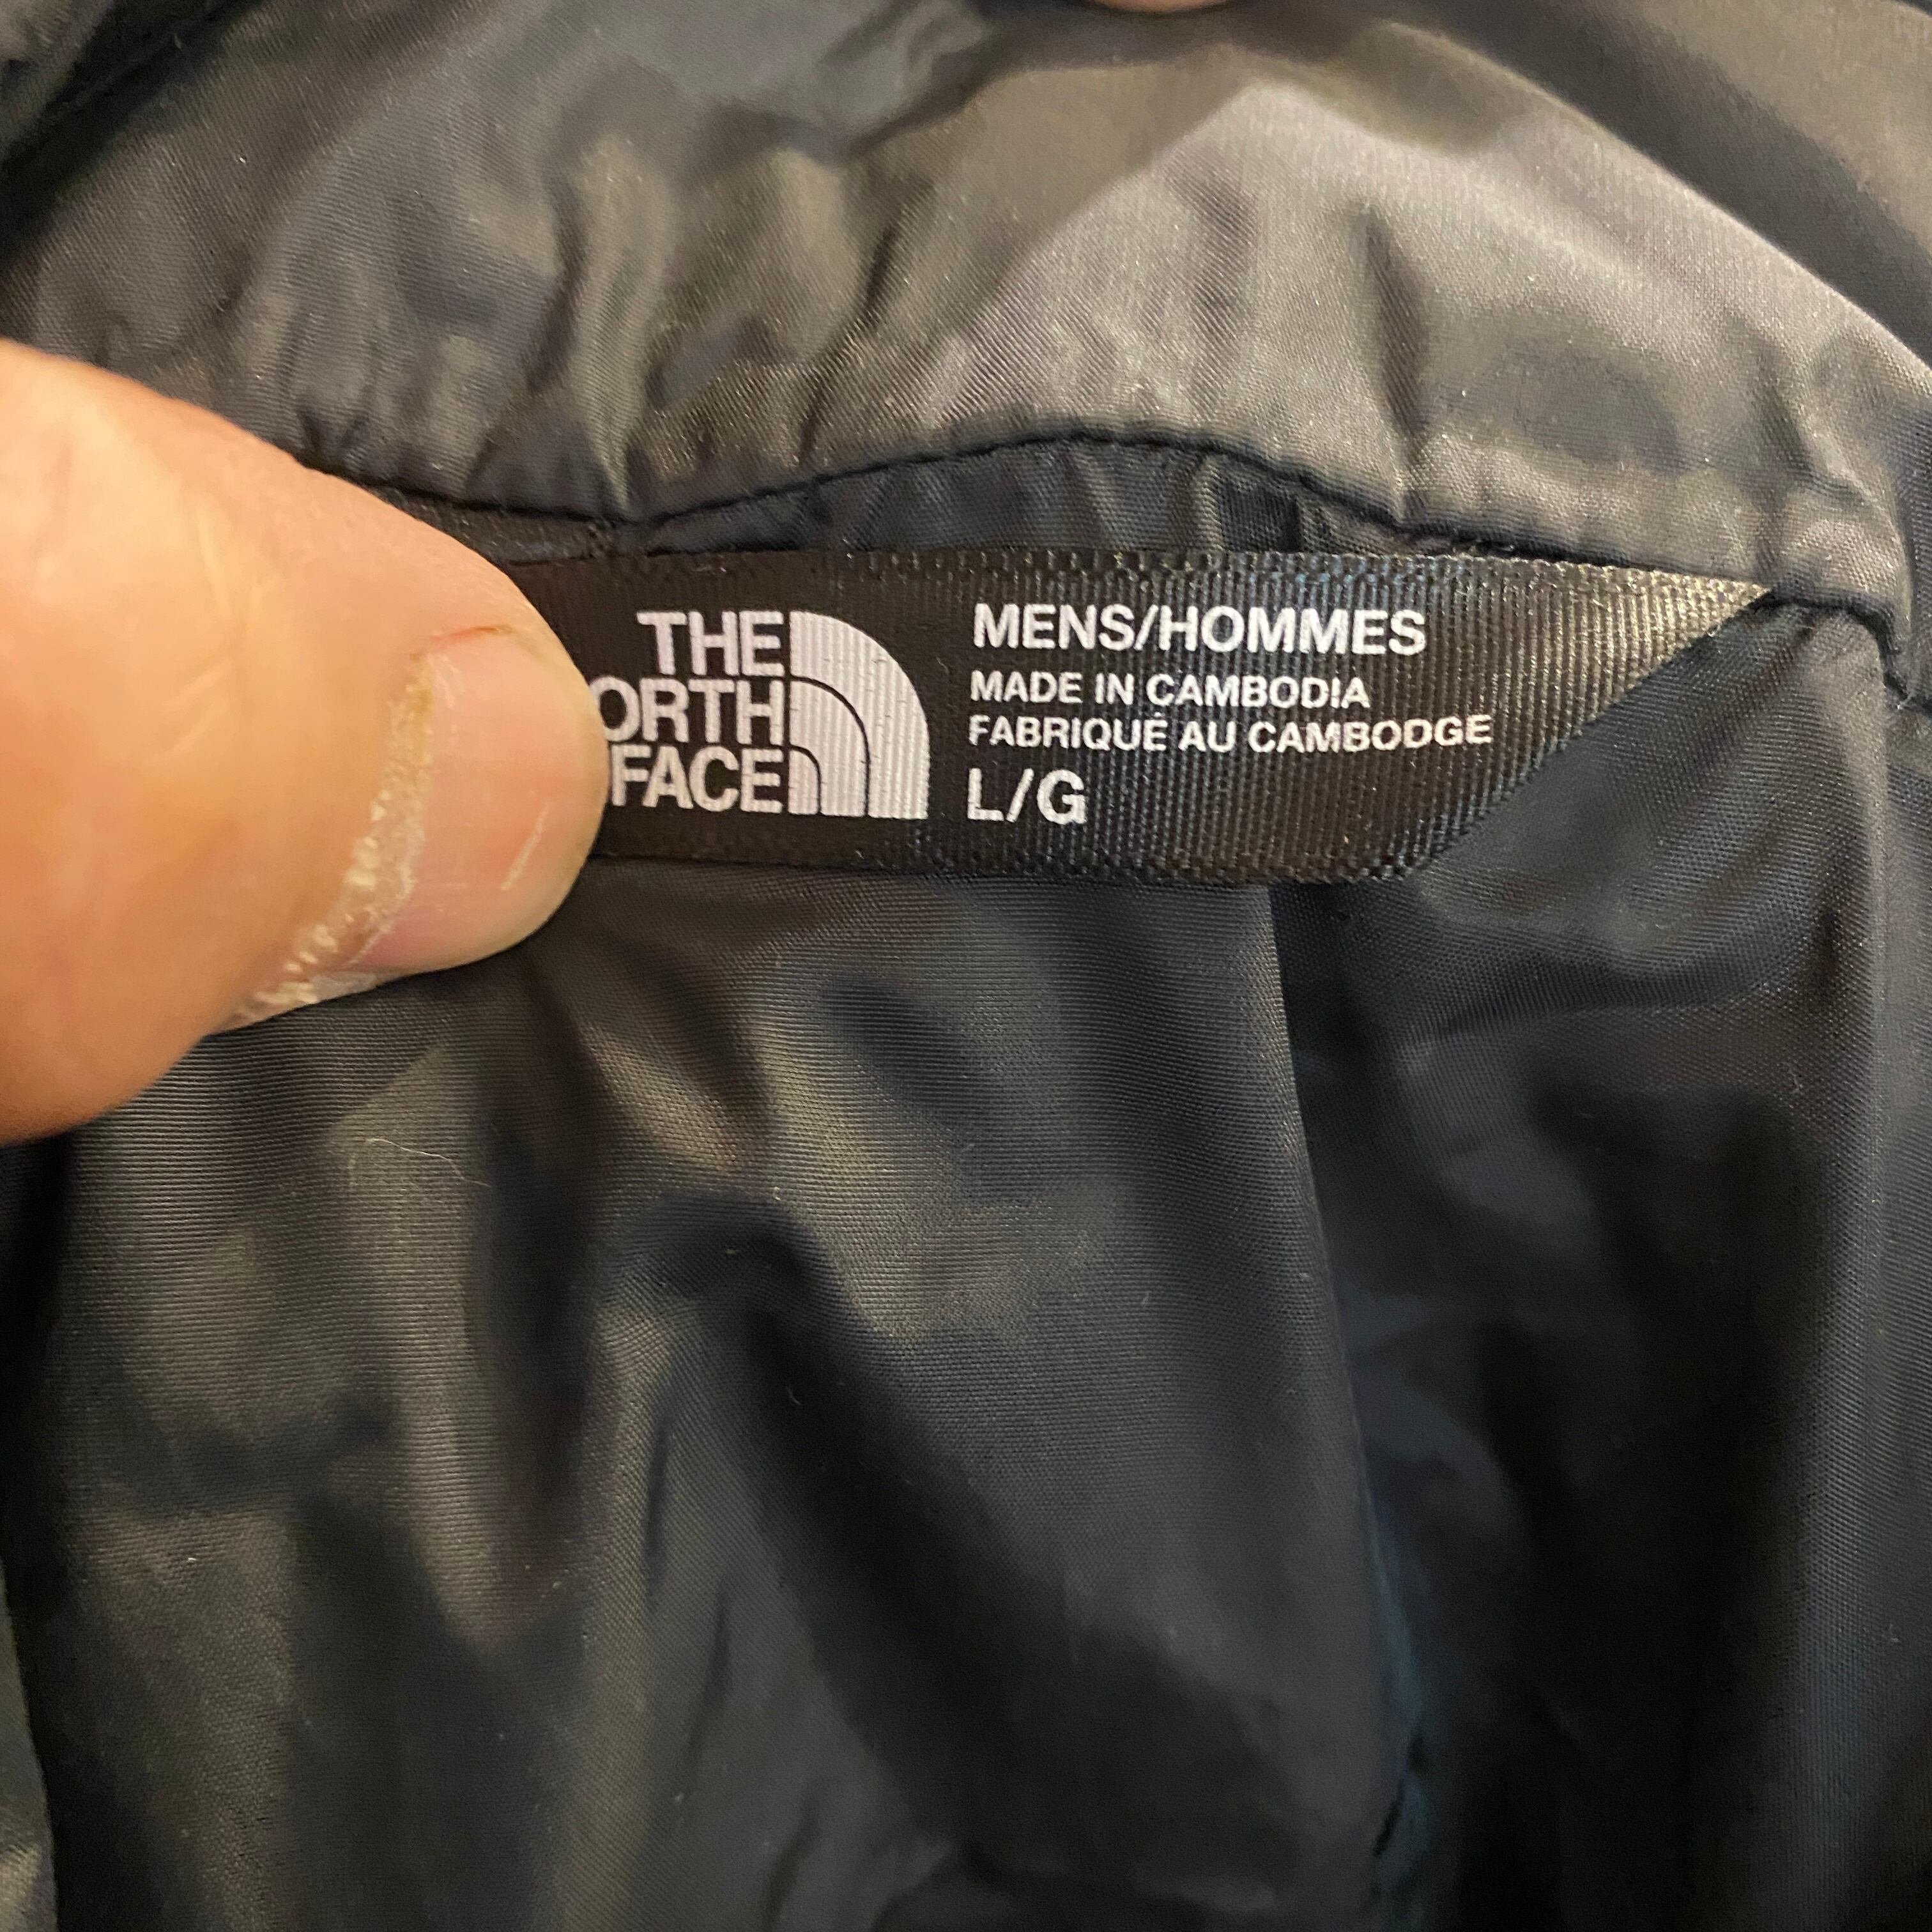 THE
ORTH
FACE
MENS/HOMMES
MADE IN CAMBODIA
FABRIQUÉ AU CAMBODGE
L/G